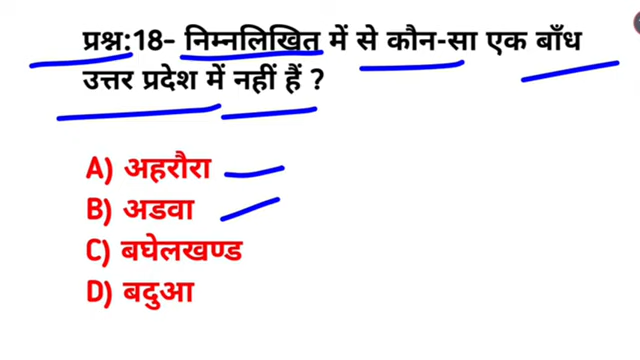 प्रश्न:18- निम्नलिखित में से कौन-सा एक बाँध
उत्तर प्रदेश में नहीं हैं ?
A) अहरौरा
B) अडवा
C) बघेलखण्ड
D) बदुआ